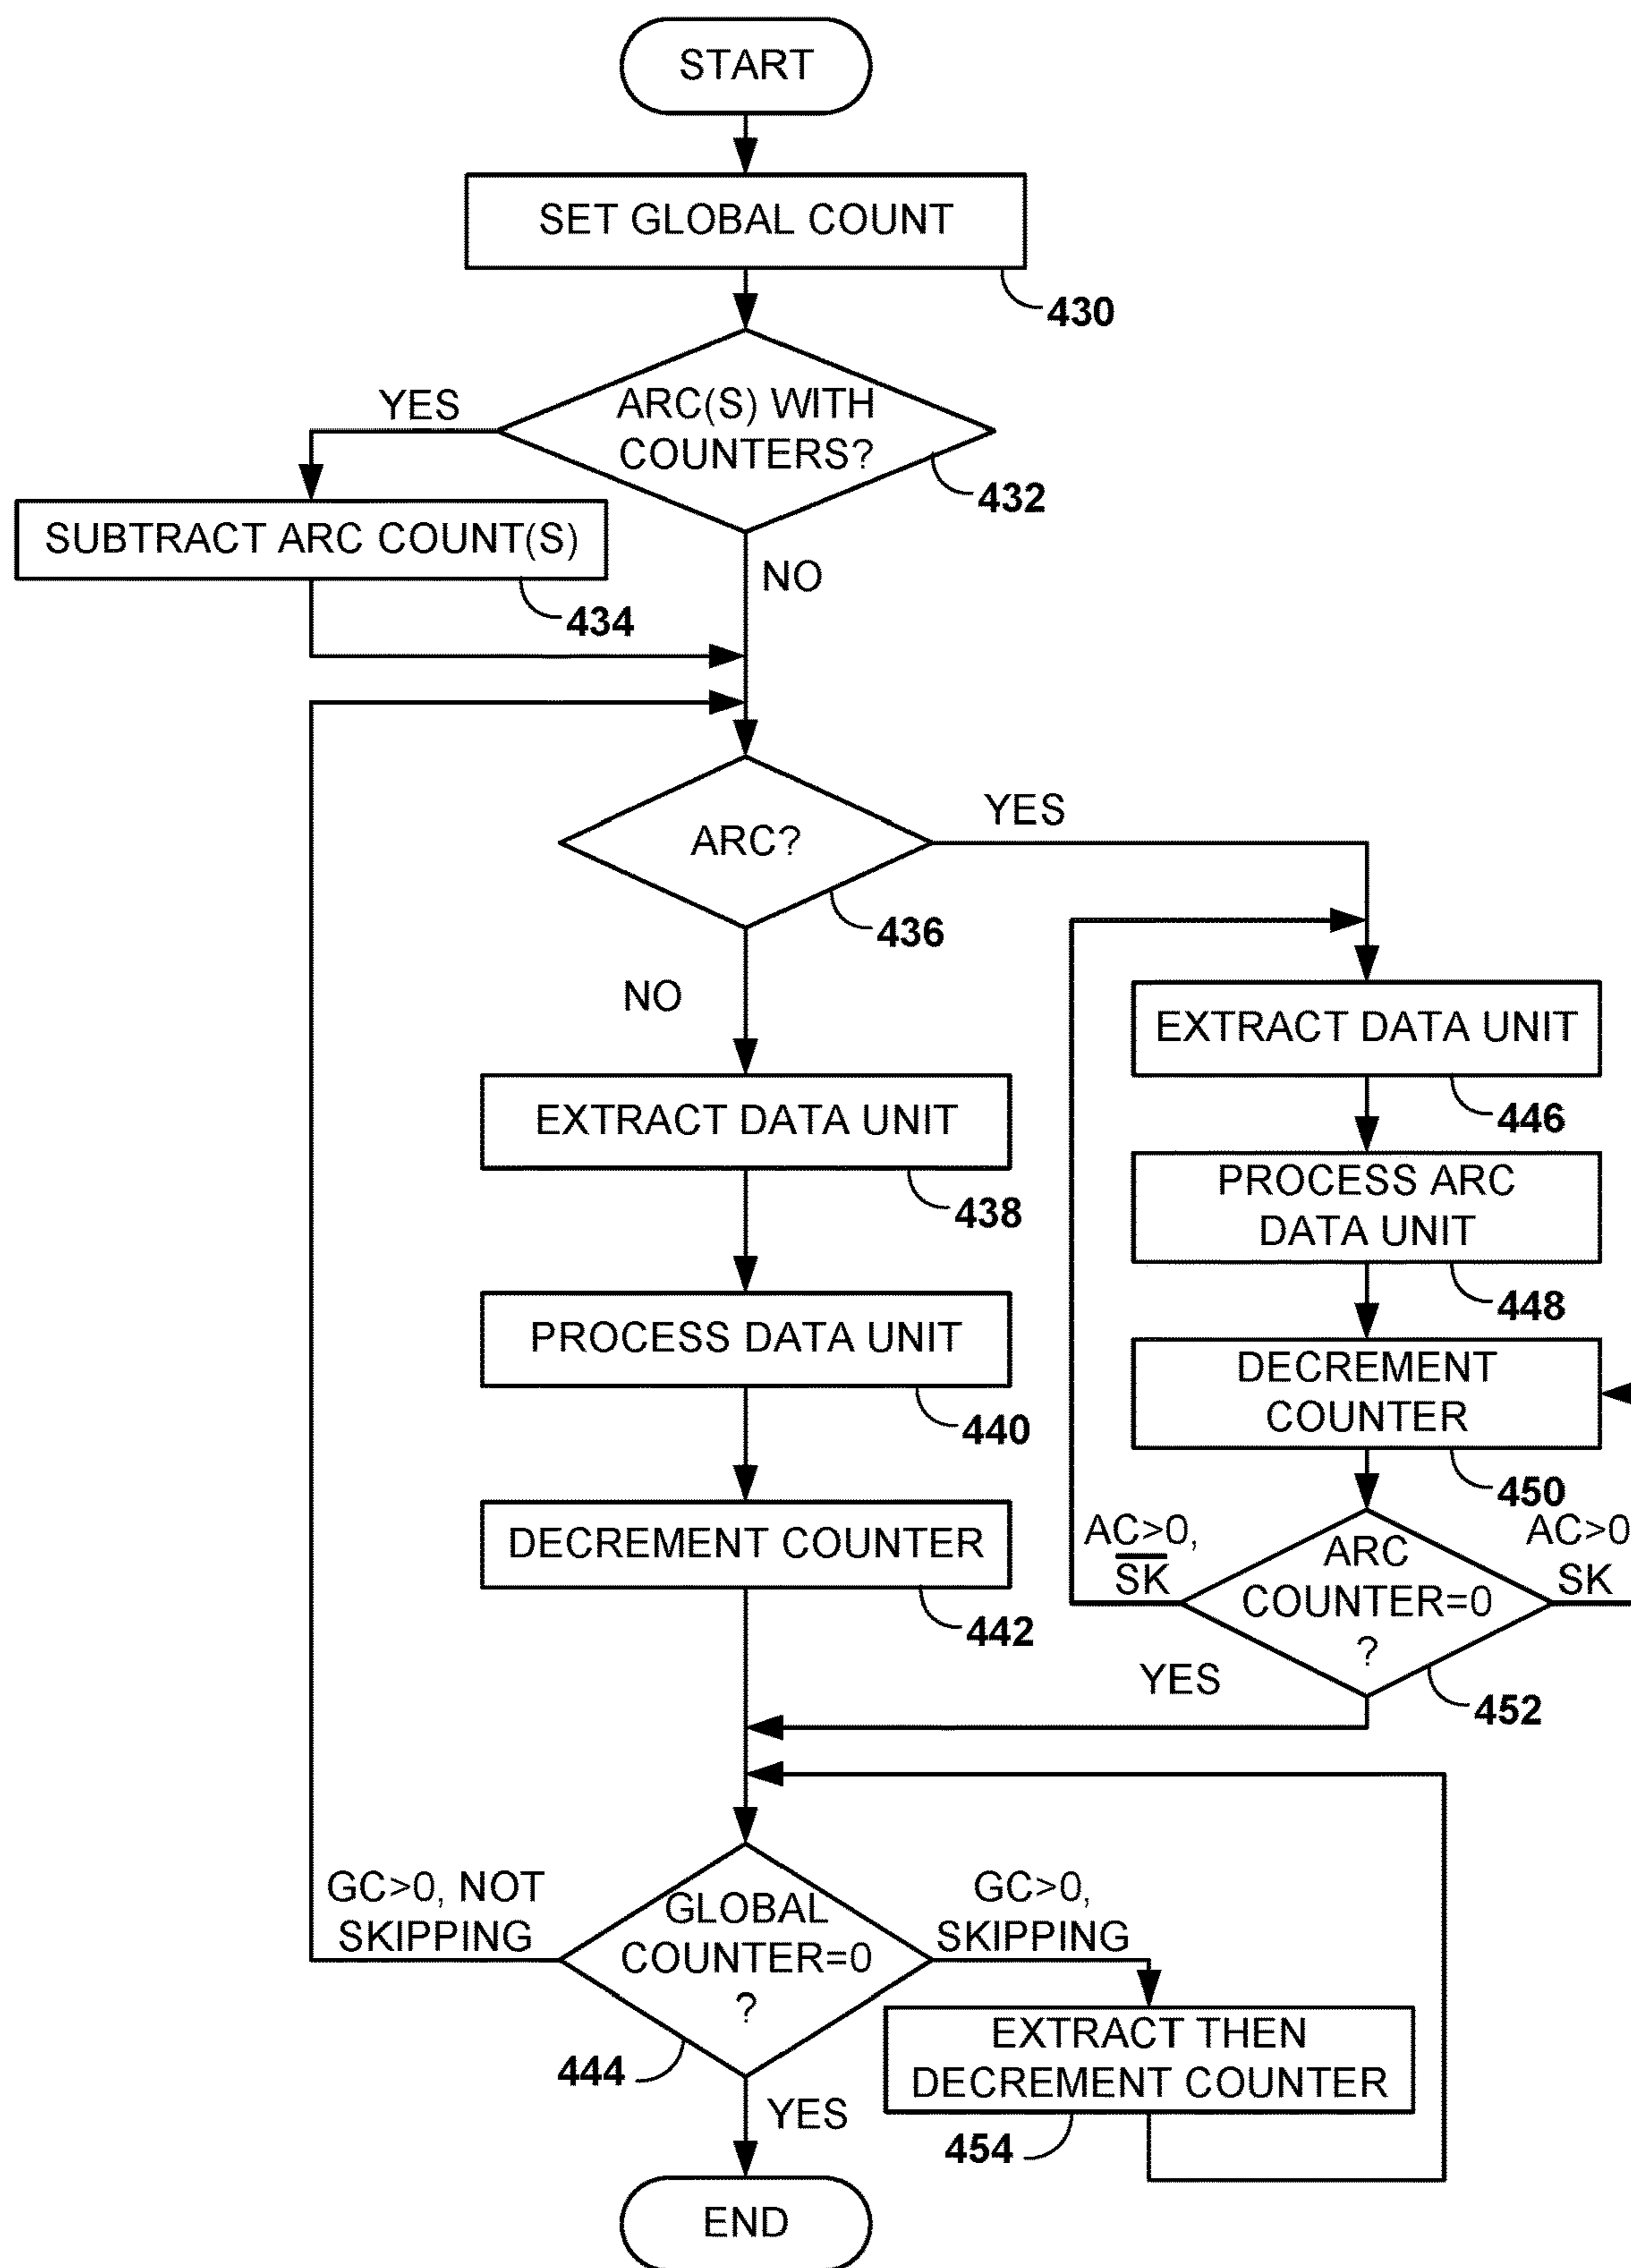 START
SET GLOBAL COUNT
430
YES
ARC(S) WITH
COUNTERS?
432
SUBTRACT ARC COUNT(S)
434
NO
ARC?
YES
436
NO
EXTRACT DATA UNIT
446
EXTRACT DATA UNIT
438
PROCESS ARC
DATA UNIT
448
PROCESS DATA UNIT
440
DECREMENT
COUNTER
450
DECREMENT COUNTER
442
AC>0,
S̅K̅
ARC
COUNTER=0
?
AC>0
SK
452
YES
GC>0, NOT
SKIPPING
GLOBAL
COUNTER=0
?
GC>0,
SKIPPING
444
EXTRACT THEN
DECREMENT COUNTER
454
YES
END